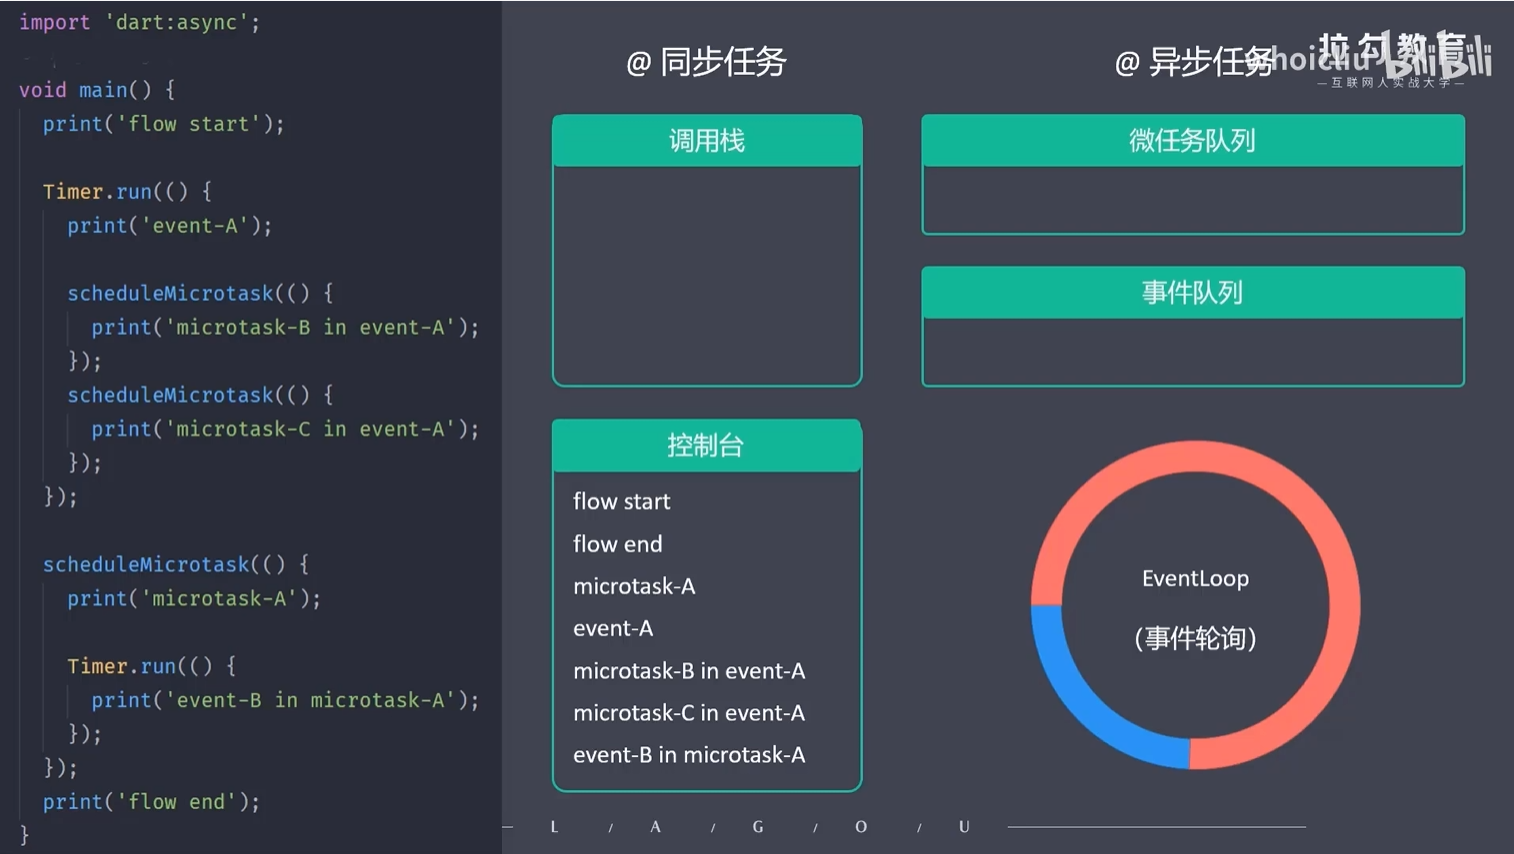 import 'dart:async';
void main() {
print('flow start');
Timer.run(() {
print('event-A');
scheduleMicrotask(() {
print('microtask-B in event-A');
});
scheduleMicrotask(() {
print('microtask-C in event-A');
});
});
scheduleMicrotask(() {
print('microtask-A');
Timer.run(() {
print('event-B in microtask-A');
});
});
print('flow end');
}
@ 同步任务
@ 异步任务
拉勾教育
bilibili
—互联网人实战大学—
调用栈
微任务队列
事件队列
控制台
flow start
flow end
microtask-A
event-A
microtask-B in event-A
microtask-C in event-A
event-B in microtask-A
EventLoop
（事件轮询）
L / A / G / O / U